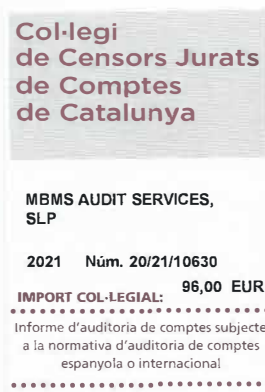 Col·legi
de Censors Jurats
de Comptes
de Catalunya
MBMS AUDIT SERVICES,
SLP
2021 Núm. 20/21/10630
IMPORT COL·LEGIAL: 96,00 EUR
Informe d'auditoria de comptes subjecte
a la normativa d'auditoria de comptes
espanyola o internacional